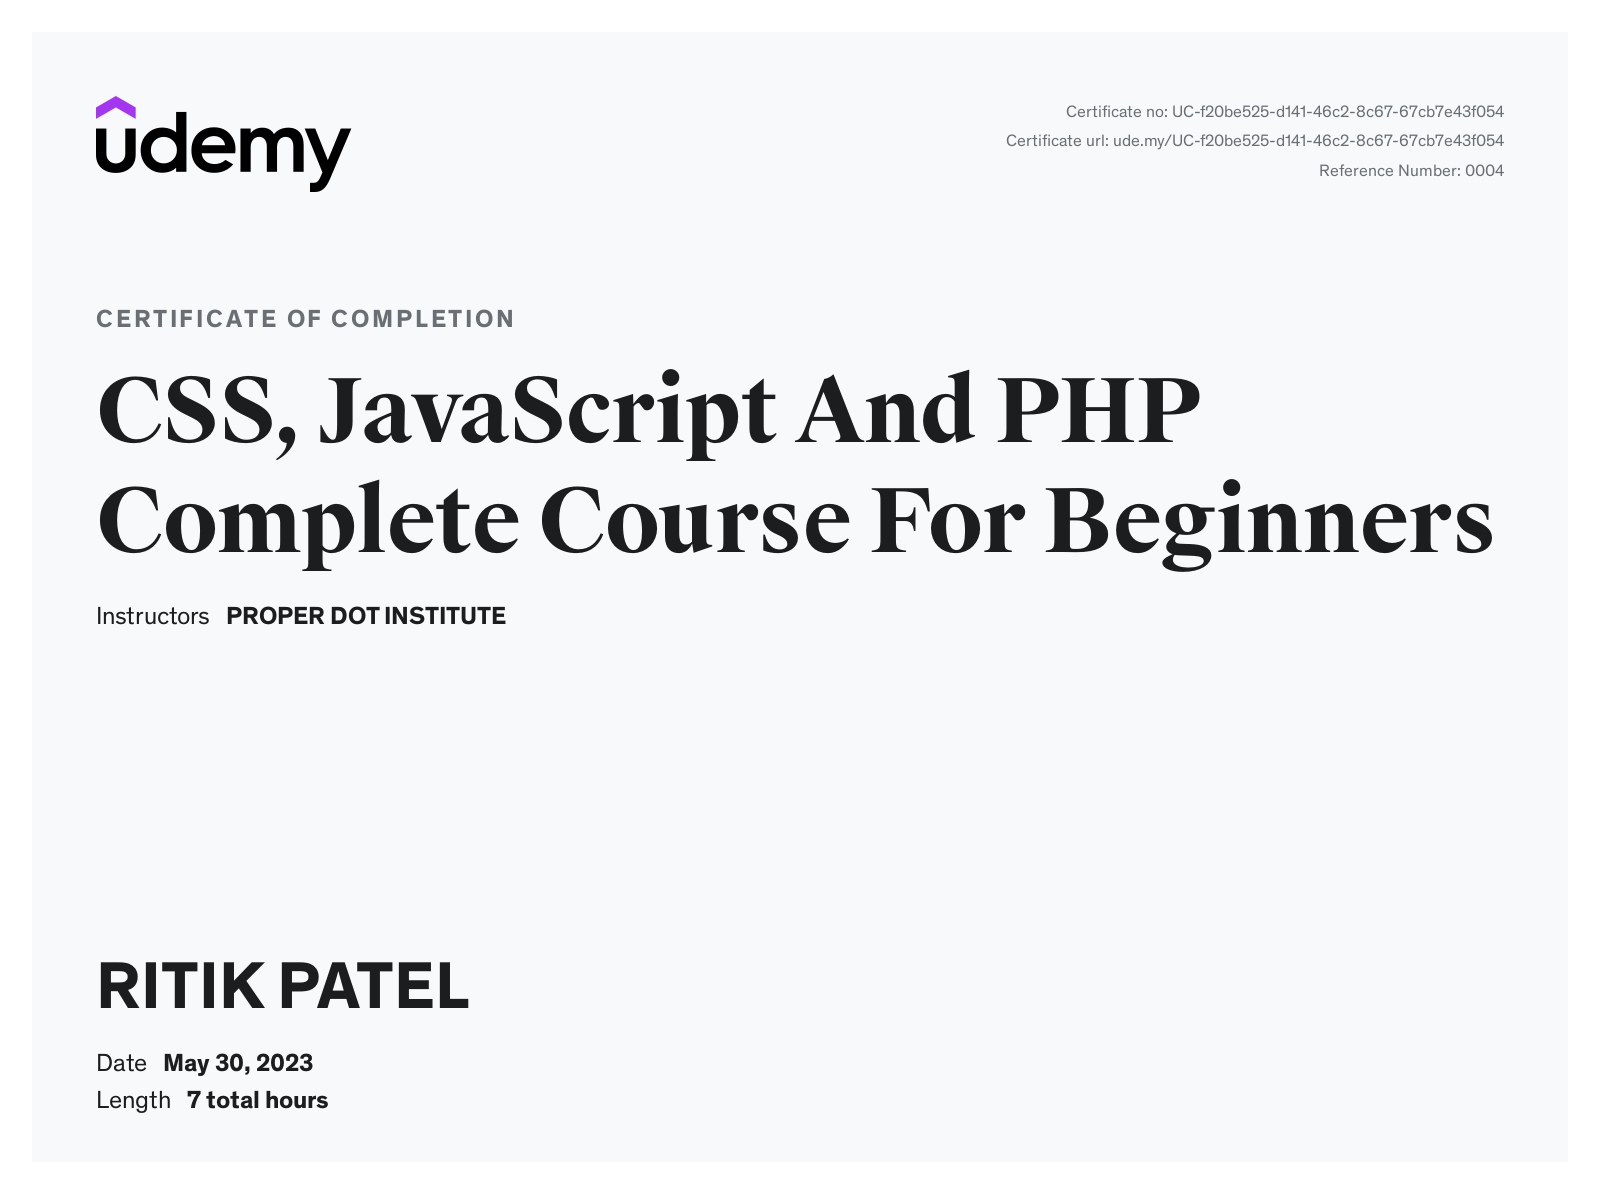 udemy
Certificate no: UC-f20be525-d141-46c2-8c67-67cb7e43f054
Certificate url: ude.my/UC-f20be525-d141-46c2-8c67-67cb7e43f054
Reference Number: 0004
CERTIFICATE OF COMPLETION
CSS, JavaScript And PHP
Complete Course For Beginners
Instructors PROPER DOT INSTITUTE
RITIK PATEL
Date May 30, 2023
Length 7 total hours